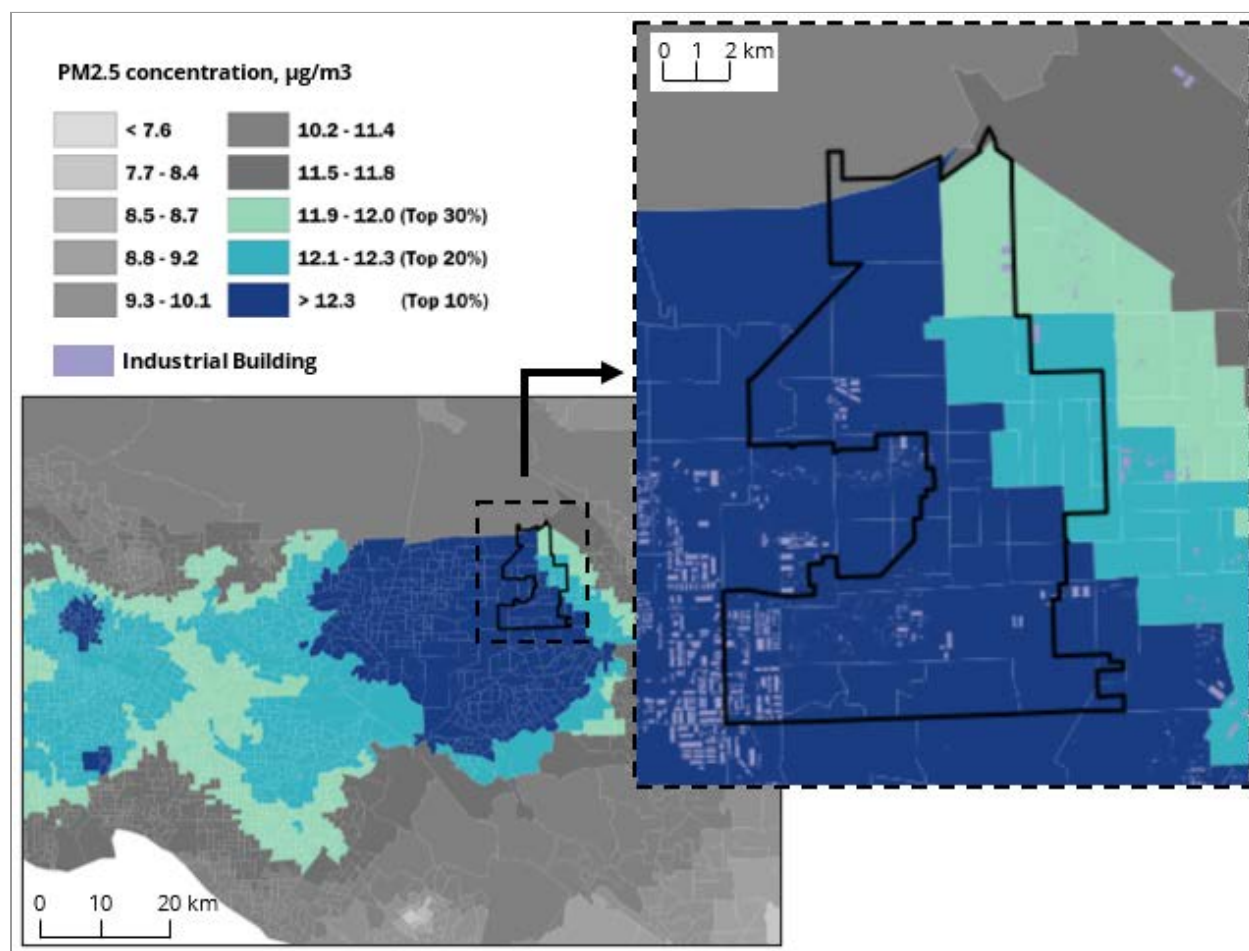 PM2.5 concentration, µg/m3
< 7.6
7.7 - 8.4
8.5 - 8.7
8.8 - 9.2
9.3 - 10.1
10.2 - 11.4
11.5 - 11.8
11.9 - 12.0 (Top 30%)
12.1 - 12.3 (Top 20%)
> 12.3 (Top 10%)
Industrial Building
0 1 2 km
0 10 20 km